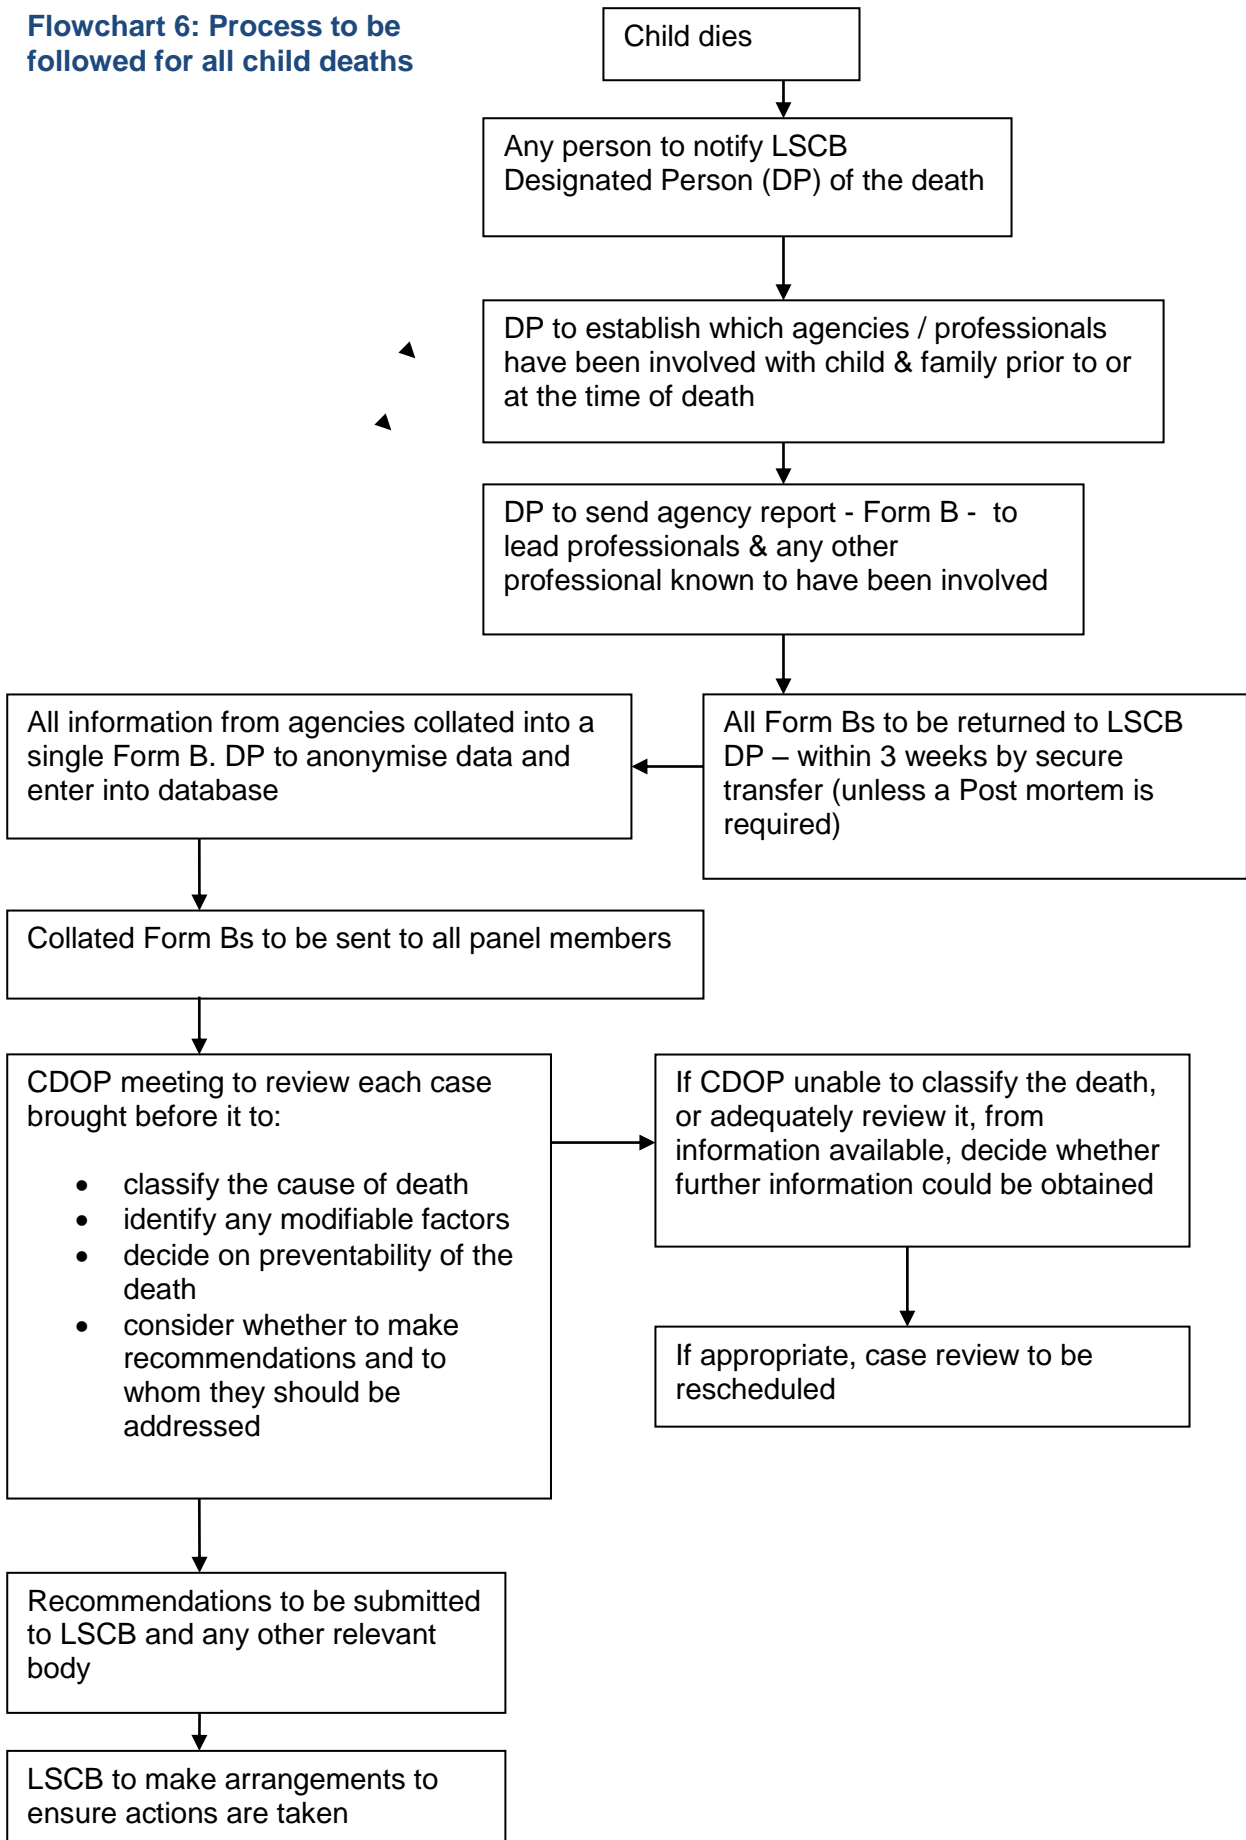 Flowchart 6: Process to be
followed for all child deaths
Child dies
Any person to notify LSCB
Designated Person (DP) of the death
DP to establish which agencies / professionals
have been involved with child & family prior to or
at the time of death
DP to send agency report - Form B -  to
lead professionals & any other
professional known to have been involved
All Form Bs to be returned to LSCB
DP – within 3 weeks by secure
transfer (unless a Post mortem is
required)
All information from agencies collated into a
single Form B. DP to anonymise data and
enter into database
Collated Form Bs to be sent to all panel members
CDOP meeting to review each case
brought before it to:
• classify the cause of death
• identify any modifiable factors
• decide on preventability of the
death
• consider whether to make
recommendations and to
whom they should be
addressed
If CDOP unable to classify the death,
or adequately review it, from
information available, decide whether
further information could be obtained
If appropriate, case review to be
rescheduled
Recommendations to be submitted
to LSCB and any other relevant
body
LSCB to make arrangements to
ensure actions are taken